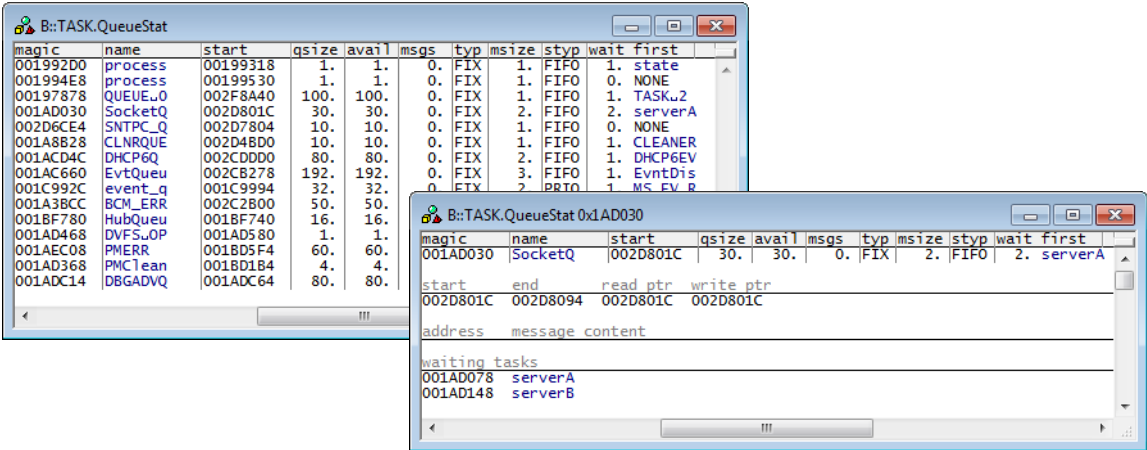 B::TASK.QueueStat
magic name start qsize avail msgs typ msize styp wait first
001992D0 process 00199318 1. 1. 0. FIX 1. FIFO 1. state
001994E8 process 00199530 1. 1. 0. FIX 1. FIFO 0. NONE
00197878 QUEUE␣0 002F8A40 100. 100. 0. FIX 1. FIFO 1. TASK␣2
001AD030 SocketQ 002D801C 30. 30. 0. FIX 2. FIFO 2. serverA
002D6CE4 SNTPC_Q 002D7804 10. 10. 0. FIX 1. FIFO 0. NONE
001A8B28 CLNRQUE 002D4BD0 10. 10. 0. FIX 1. FIFO 1. CLEANER
001ACD4C DHCP6Q 002CDDD0 80. 80. 0. FIX 2. FIFO 1. DHCP6EV
001AC660 EvtQueu 002CB278 192. 192. 0. FIX 3. FIFO 1. EvntDis
001C992C event_q 001C9994 32. 32. 0. FIX 2. PRIO 1. MS_EV_R
001A3BCC BCM_ERR 002C2B00 50. 50.
001BF780 HubQueu 001BF740 16. 16.
001AD468 DVFS␣OP 001AD580 1. 1.
001AEC08 PMERR 001BD5F4 60. 60.
001AD368 PMClean 001BD1B4 4. 4.
001ADC14 DBGADVQ 001ADC64 80. 80.
B::TASK.QueueStat 0x1AD030
magic name start qsize avail msgs typ msize styp wait first
001AD030 SocketQ 002D801C 30. 30. 0. FIX 2. FIFO 2. serverA
start end read ptr write ptr
002D801C 002D8094 002D801C 002D801C
address message content
waiting tasks
001AD078 serverA
001AD148 serverB